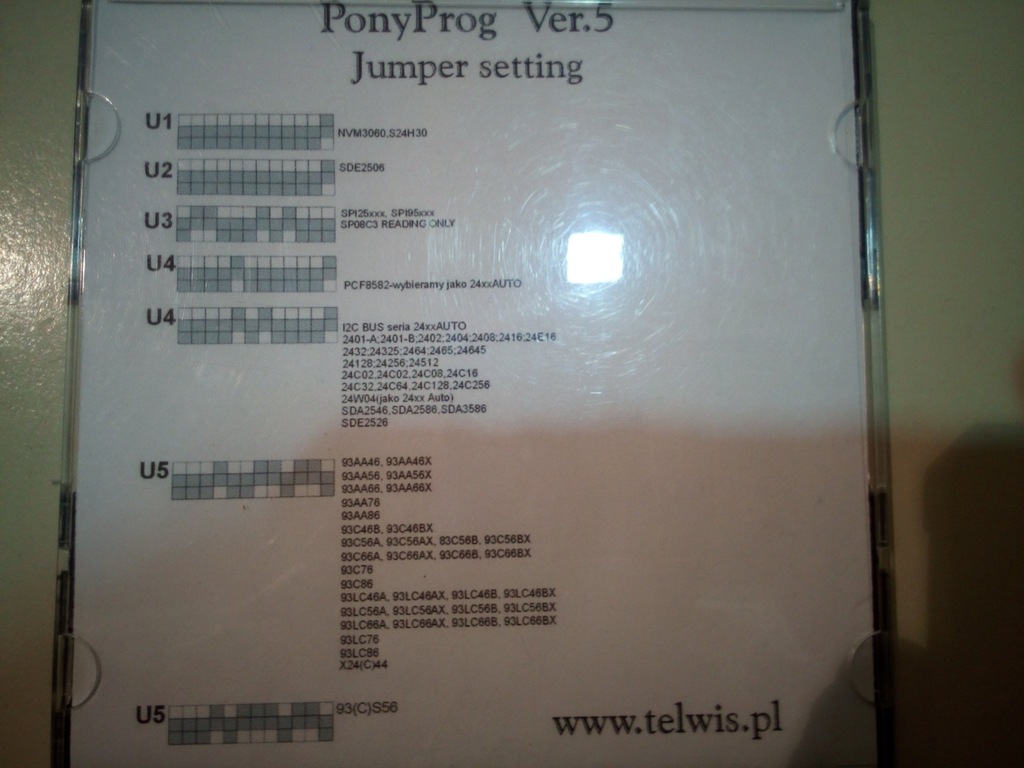 PonyProg Ver.5
Jumper setting
U1
NVM3060,S24H30
U2
SDE2506
U3
SPI25xxx, SPI95xxx
SP08C3 READING ONLY
U4
PCF8582-wybieramy jako 24xxAUTO
U4
I2C BUS seria 24xxAUTO
2401-A;2401-B;2402;2404;2408;2416;24E16
2432;24325;2464;2465;24645
24128;24256;24512
24C02,24C02,24C08,24C16
24C32,24C64,24C128,24C256
24W04(jako 24xx Auto)
SDA2546,SDA2586,SDA3586
SDE2526
U5
93AA46, 93AA46X
93AA56, 93AA56X
93AA66, 93AA66X
93AA76
93AA86
93C46B, 93C46BX
93C56A, 93C56AX, 83C56B, 93C56BX
93C66A, 93C66AX, 93C66B, 93C66BX
93C76
93C86
93LC46A, 93LC46AX, 93LC46B, 93LC46BX
93LC56A, 93LC56AX, 93LC56B, 93LC56BX
93LC66A, 93LC66AX, 93LC66B, 93LC66BX
93LC76
93LC86
X24(C)44
U5
93(C)S56
www.telwis.pl